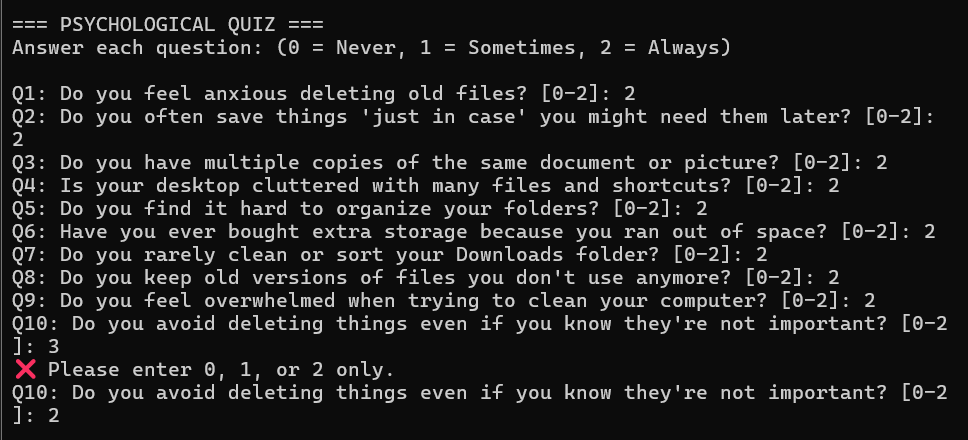 === PSYCHOLOGICAL QUIZ ===
Answer each question: (0 = Never, 1 = Sometimes, 2 = Always)
Q1: Do you feel anxious deleting old files? [0-2]: 2
Q2: Do you often save things 'just in case' you might need them later? [0-2]:
2
Q3: Do you have multiple copies of the same document or picture? [0-2]: 2
Q4: Is your desktop cluttered with many files and shortcuts? [0-2]: 2
Q5: Do you find it hard to organize your folders? [0-2]: 2
Q6: Have you ever bought extra storage because you ran out of space? [0-2]: 2
Q7: Do you rarely clean or sort your Downloads folder? [0-2]: 2
Q8: Do you keep old versions of files you don't use anymore? [0-2]: 2
Q9: Do you feel overwhelmed when trying to clean your computer? [0-2]: 2
Q10: Do you avoid deleting things even if you know they're not important? [0-2
]: 3
❌ Please enter 0, 1, or 2 only.
Q10: Do you avoid deleting things even if you know they're not important? [0-2
]: 2